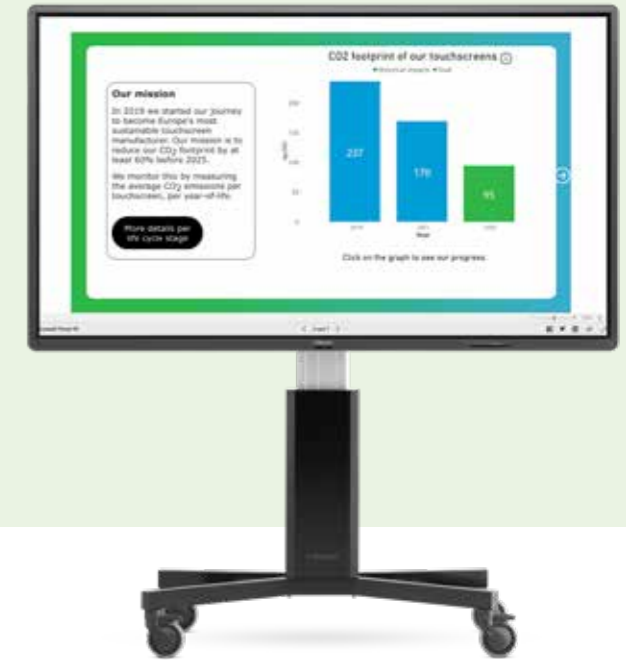 CO2 footprint of our touchscreens
Historical impact Goal
Our mission
In 2019 we started our journey
to become Europe's most
sustainable touchscreen
manufacturer. Our mission is to
reduce our CO2 footprint by at
least 60% before 2025.
We monitor this by measuring
the average CO2 emissions per
touchscreen, per year-of-life.
More details per
life cycle stage
237
95
Year
Click on the graph to see our progress.